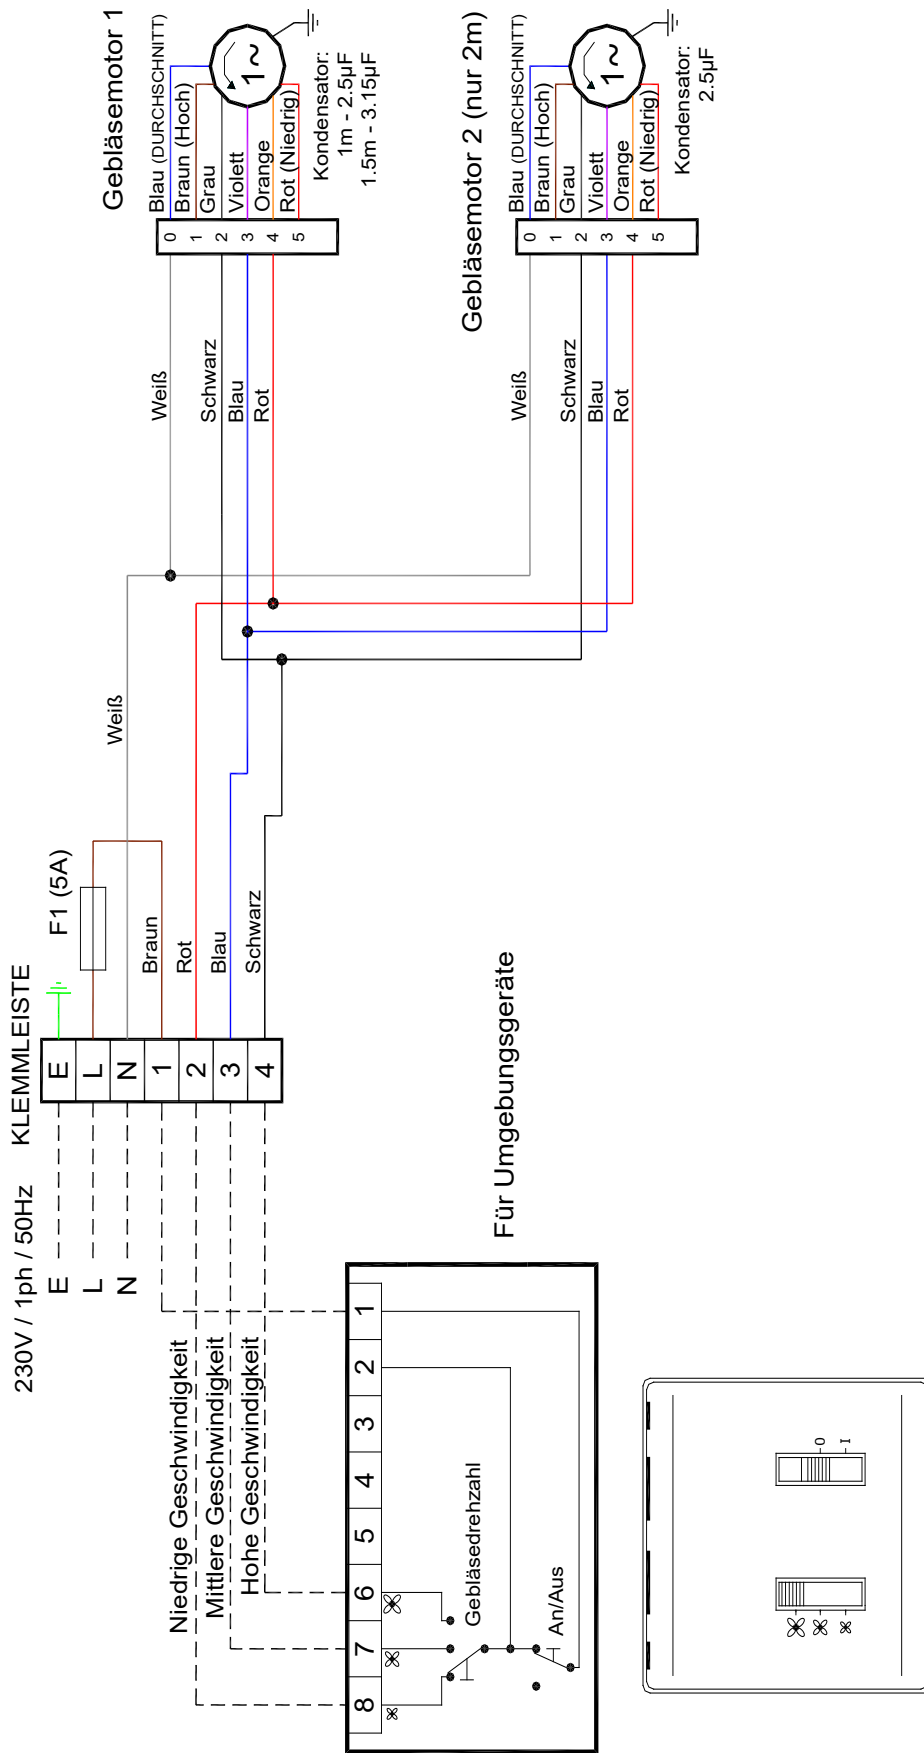 230V / 1ph / 50Hz
KLEMMLEISTE
E
L
N
E
L
N
1
2
3
4
F1 (5A)
Braun
Rot
Blau
Schwarz
Weiß
Weiß
Schwarz
Blau
Rot
Gebläsemotor 1
0
1
2
3
4
5
Blau (DURCHSCHNITT)
Braun (Hoch)
Grau
Violett
Orange
Rot (Niedrig)
1~
Kondensator:
1m - 2.5µF
1.5m - 3.15µF
Weiß
Schwarz
Blau
Rot
Gebläsemotor 2 (nur 2m)
0
1
2
3
4
5
Blau (DURCHSCHNITT)
Braun (Hoch)
Grau
Violett
Orange
Rot (Niedrig)
1~
Kondensator:
2.5µF
Niedrige Geschwindigkeit
Mittlere Geschwindigkeit
Hohe Geschwindigkeit
Für Umgebungsgeräte
8
7
6
5
4
3
2
1
Gebläsedrehzahl
An/Aus
O
I